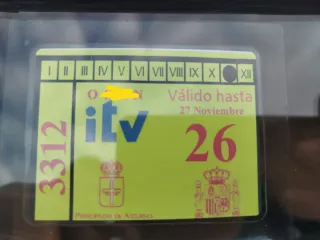 I II III IV V VI VII VIII IX X XII
Válido hasta
27 Noviembre
itv
26
3312
PRINCIPADO DE ASTURIAS